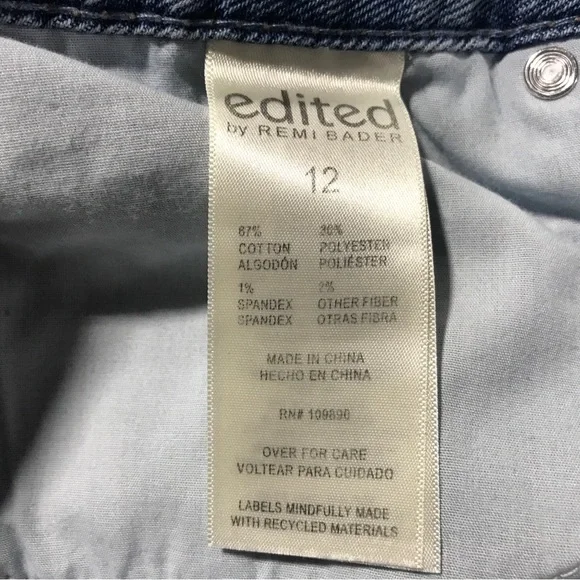 edited
by REMI BADER
12
67% 30%
COTTON POLYESTER
ALGODÓN POLIÉSTER
1% 2%
SPANDEX OTHER FIBER
SPANDEX OTRAS FIBRA
MADE IN CHINA
HECHO EN CHINA
RN# 109890
OVER FOR CARE
VOLTEAR PARA CUIDADO
LABELS MINDFULLY MADE
WITH RECYCLED MATERIALS